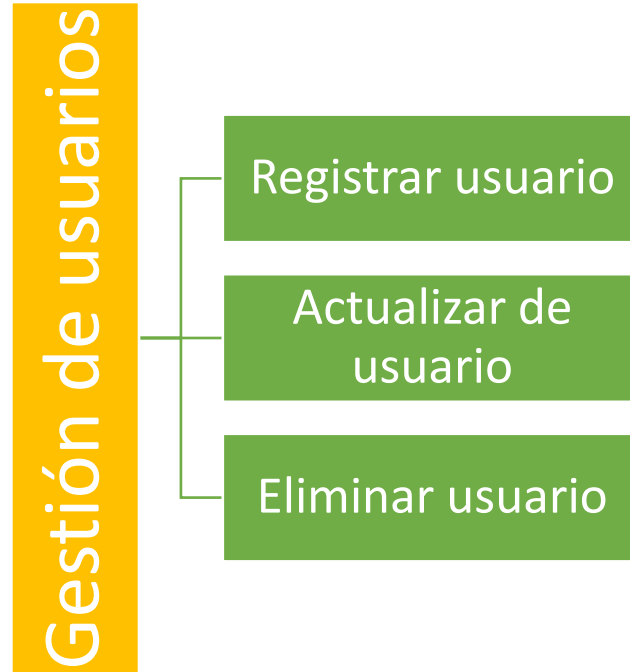 Gestión de usuarios
Registrar usuario
Actualizar de
usuario
Eliminar usuario